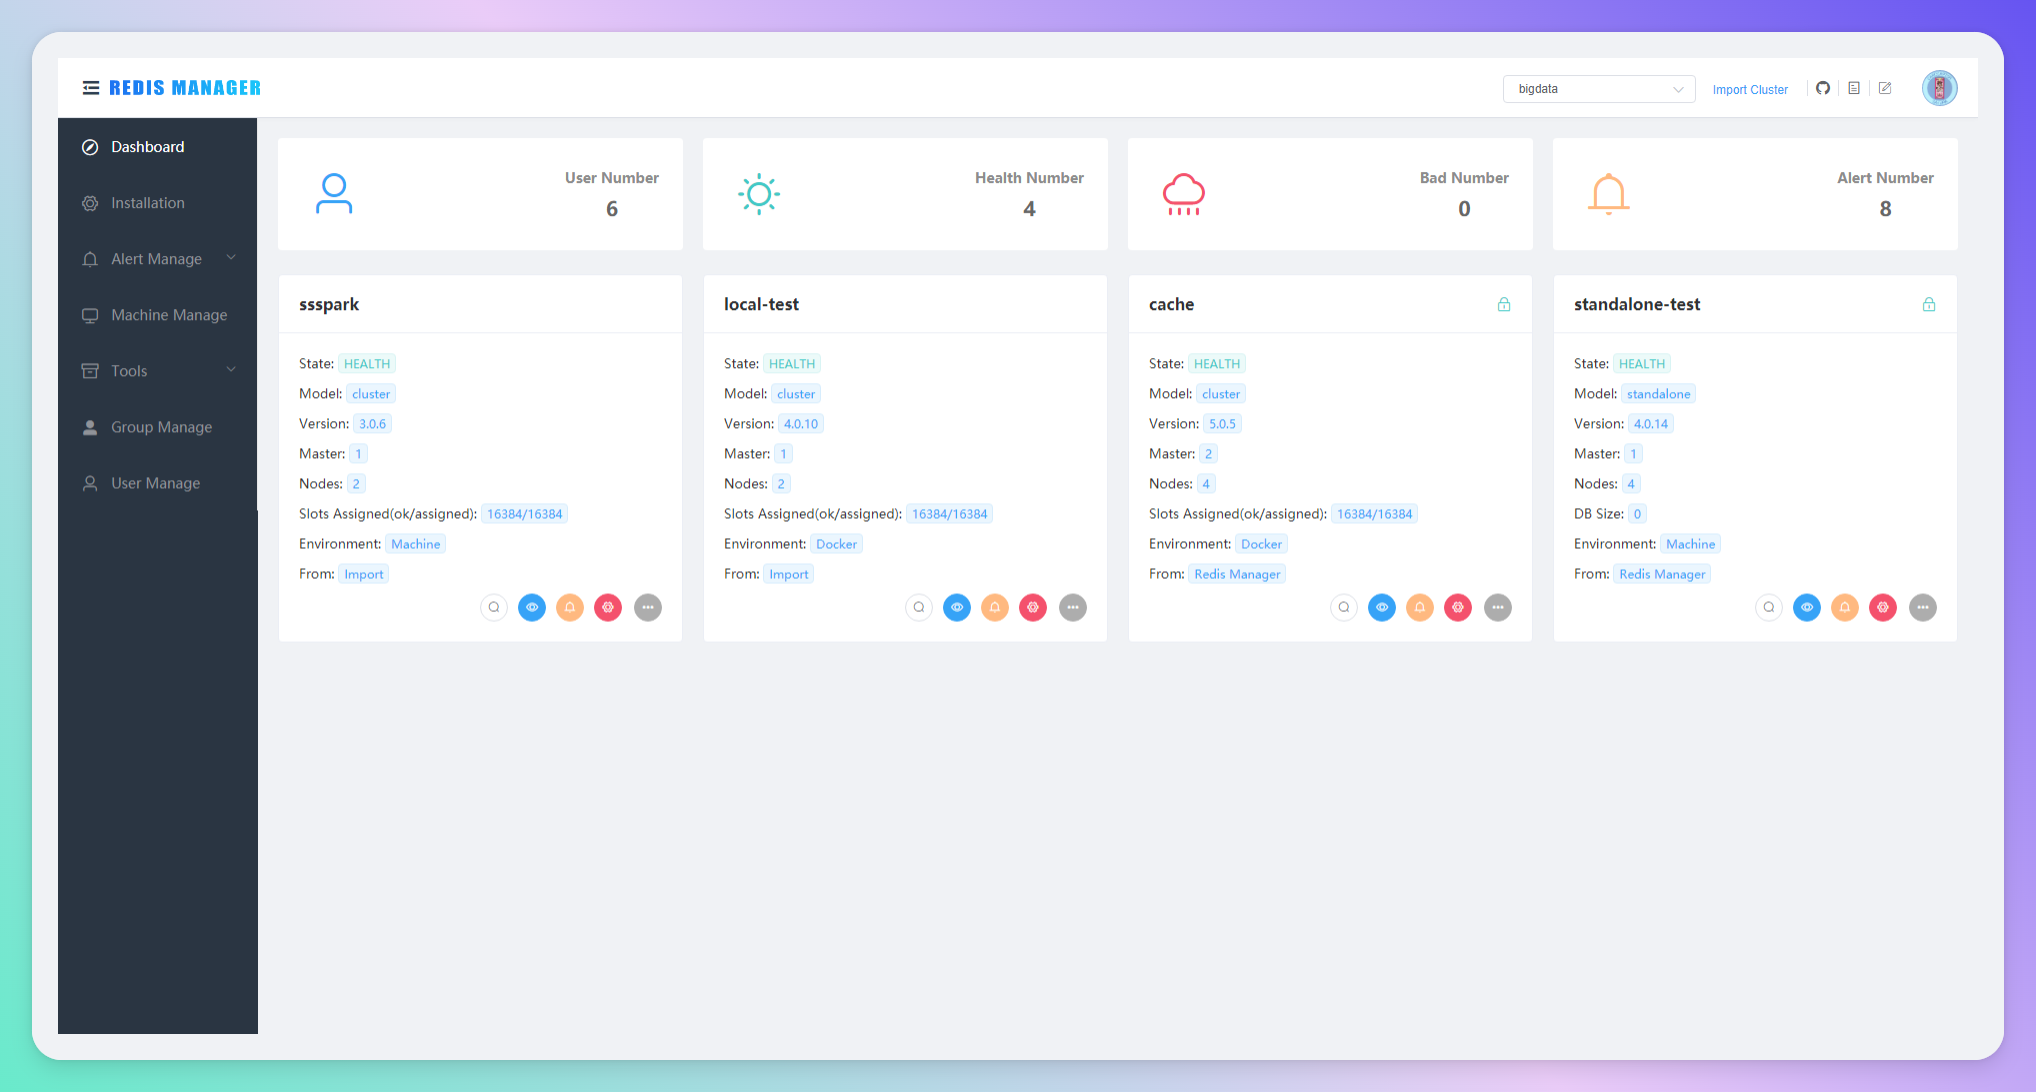 REDIS MANAGER
bigdata
Import Cluster
Dashboard
Installation
Alert Manage
Machine Manage
Tools
Group Manage
User Manage
User Number
6
Health Number
4
Bad Number
0
Alert Number
8
ssspark
State: HEALTH
Model: cluster
Version: 3.0.6
Master: 1
Nodes: 2
Slots Assigned(ok/assigned): 16384/16384
Environment: Machine
From: Import
local-test
State: HEALTH
Model: cluster
Version: 4.0.10
Master: 1
Nodes: 2
Slots Assigned(ok/assigned): 16384/16384
Environment: Docker
From: Import
cache
State: HEALTH
Model: cluster
Version: 5.0.5
Master: 2
Nodes: 4
Slots Assigned(ok/assigned): 16384/16384
Environment: Docker
From: Redis Manager
standalone-test
State: HEALTH
Model: standalone
Version: 4.0.14
Master: 1
Nodes: 4
DB Size: 0
Environment: Machine
From: Redis Manager